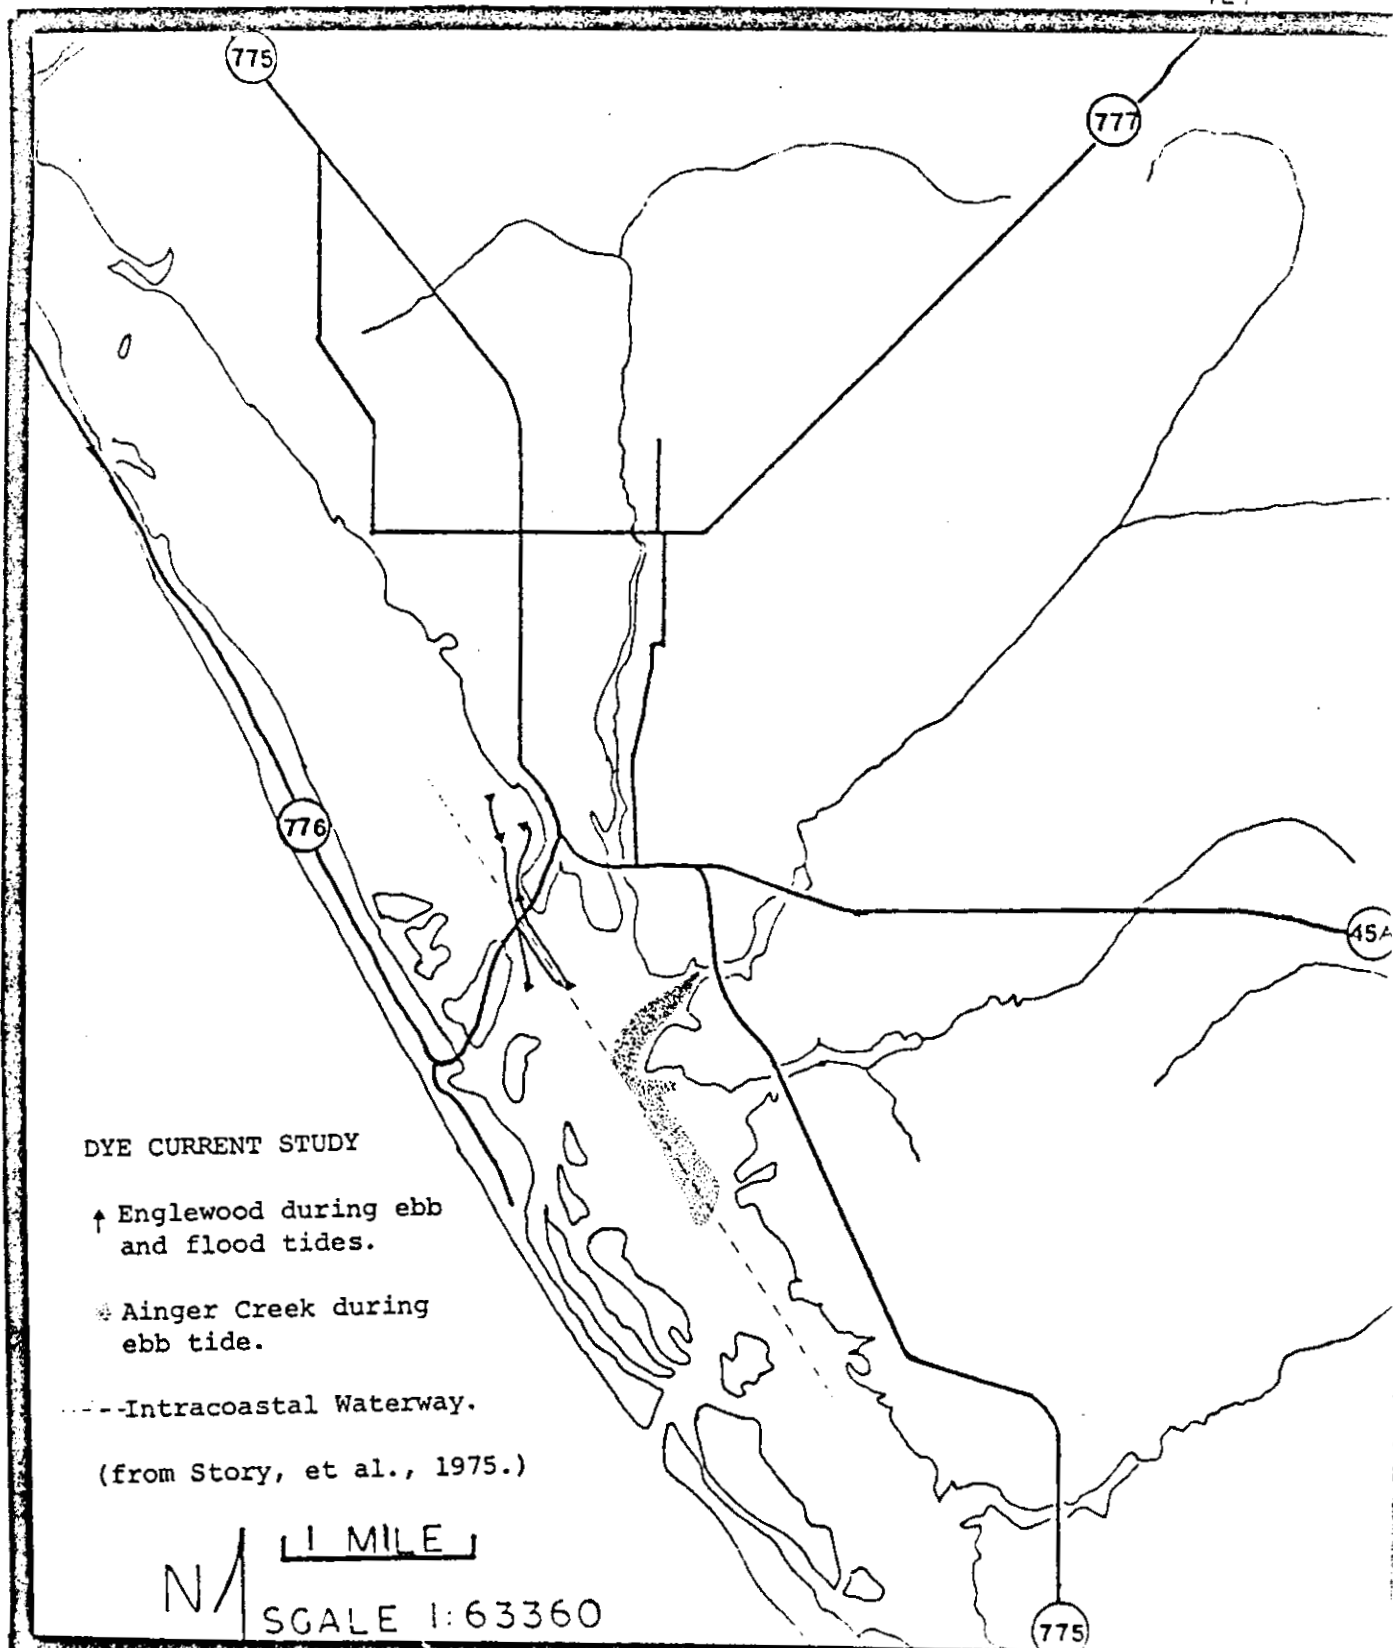 775
777
776
45A
DYE CURRENT STUDY
Englewood during ebb
and flood tides.
Ainger Creek during
ebb tide.
Intracoastal Waterway.
(from Story, et al., 1975.)
1 MILE
N
SCALE 1:63360
775